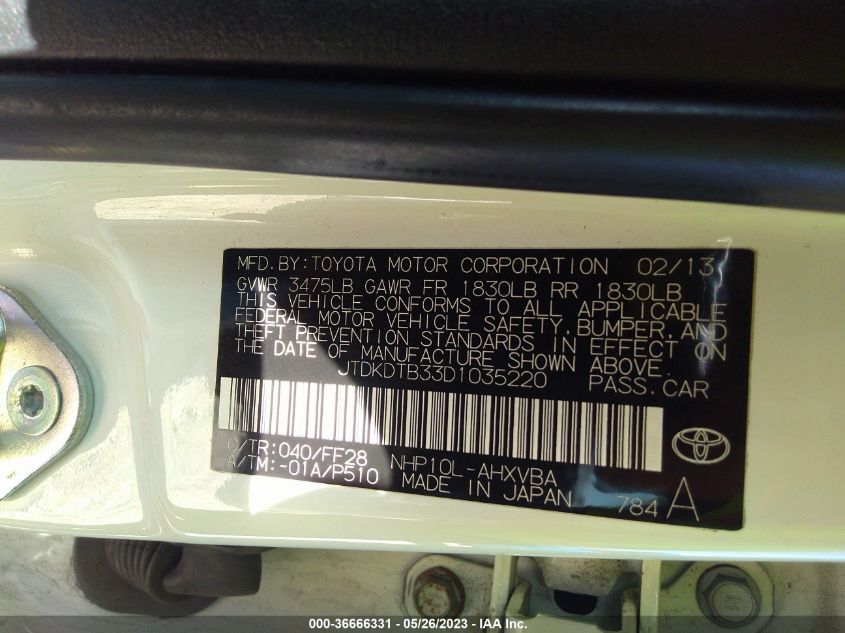 MFD. BY: TOYOTA MOTOR CORPORATION 02/13
GVWR 3475LB GAWR FR 1830LB RR 1830LB
THIS VEHICLE CONFORMS TO ALL APPLICABLE
FEDERAL MOTOR VEHICLE SAFETY, BUMPER, AND
THEFT PREVENTION STANDARDS IN EFFECT ON
THE DATE OF MANUFACTURE SHOWN ABOVE.
JTDKDTB33D1035220 PASS. CAR
C/TR: 040/FF28 NHP10L-AHXVBA
A/TM: -01A/P510 MADE IN JAPAN 784 A
000-36666331 - 05/26/2023 - IAA Inc.